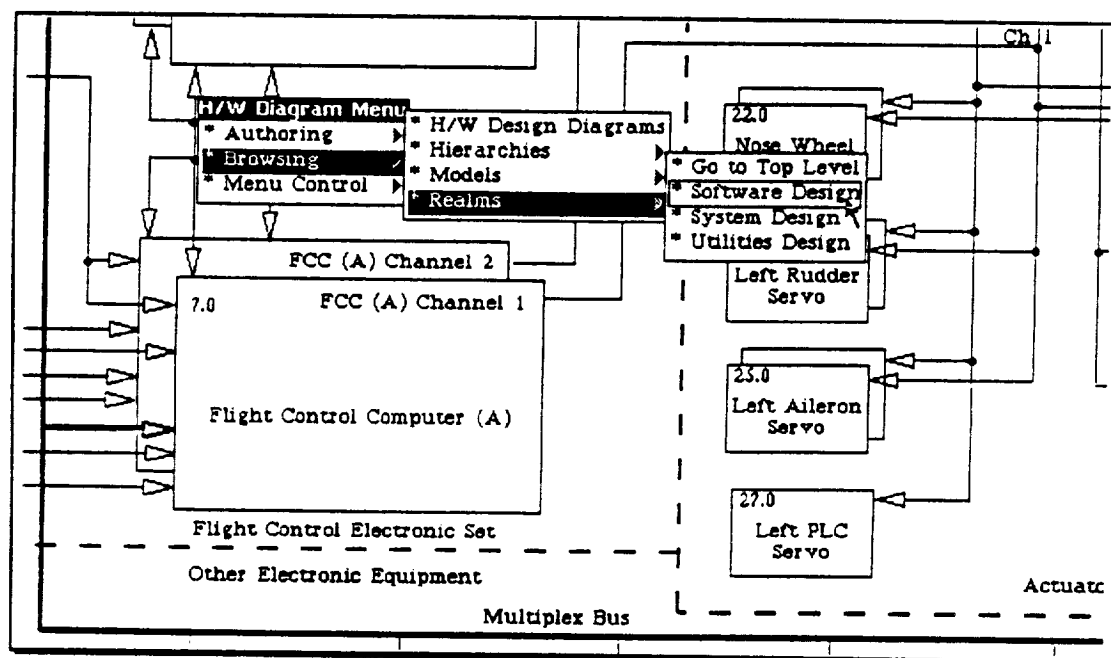 Ch 1
H/W Diagram Menu
* Authoring
* Browsing
* Menu Control
* H/W Design Diagrams
* Hierarchies
* Models
* Realms
* Go to Top Level
* Software Design
* System Design
* Utilities Design
22.0
Nose Wheel
Left Rudder
Servo
FCC (A) Channel 2
7.0
FCC (A) Channel 1
Flight Control Computer (A)
25.0
Left Aileron
Servo
27.0
Left PLC
Servo
Flight Control Electronic Set
Other Electronic Equipment
Multiplex Bus
Actuato